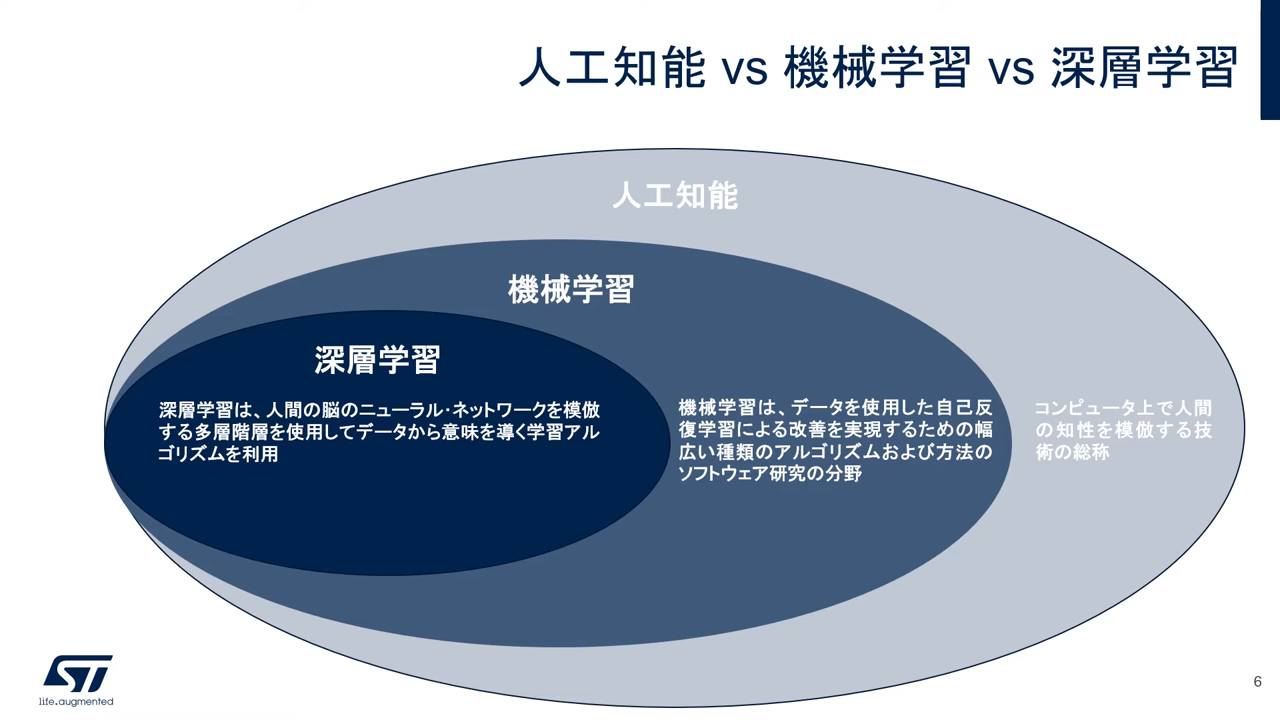 人工知能 vs 機械学習 vs 深層学習
人工知能
機械学習
深層学習
深層学習は、人間の脳のニューラル・ネットワークを模倣
する多層階層を使用してデータから意味を導く学習アル
ゴリズムを利用
機械学習は、データを使用した自己反
復学習による改善を実現するための幅
広い種類のアルゴリズムおよび方法の
ソフトウェア研究の分野
コンピュータ上で人間
の知性を模倣する技
術の総称
ST
life.augmented
6